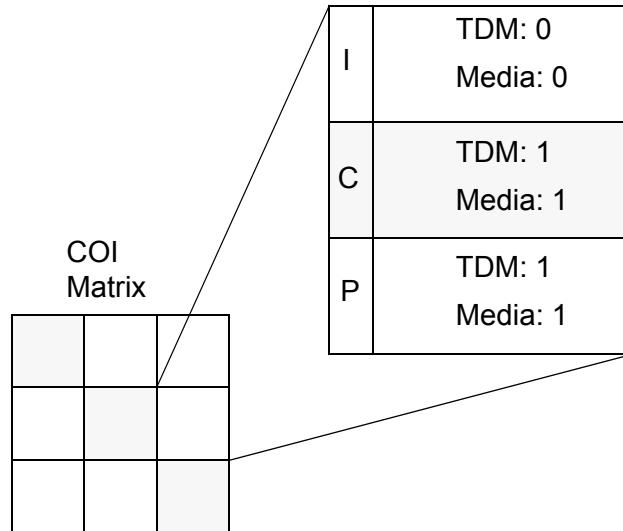 COI
Matrix
I
TDM: 0
Media: 0
C
TDM: 1
Media: 1
P
TDM: 1
Media: 1